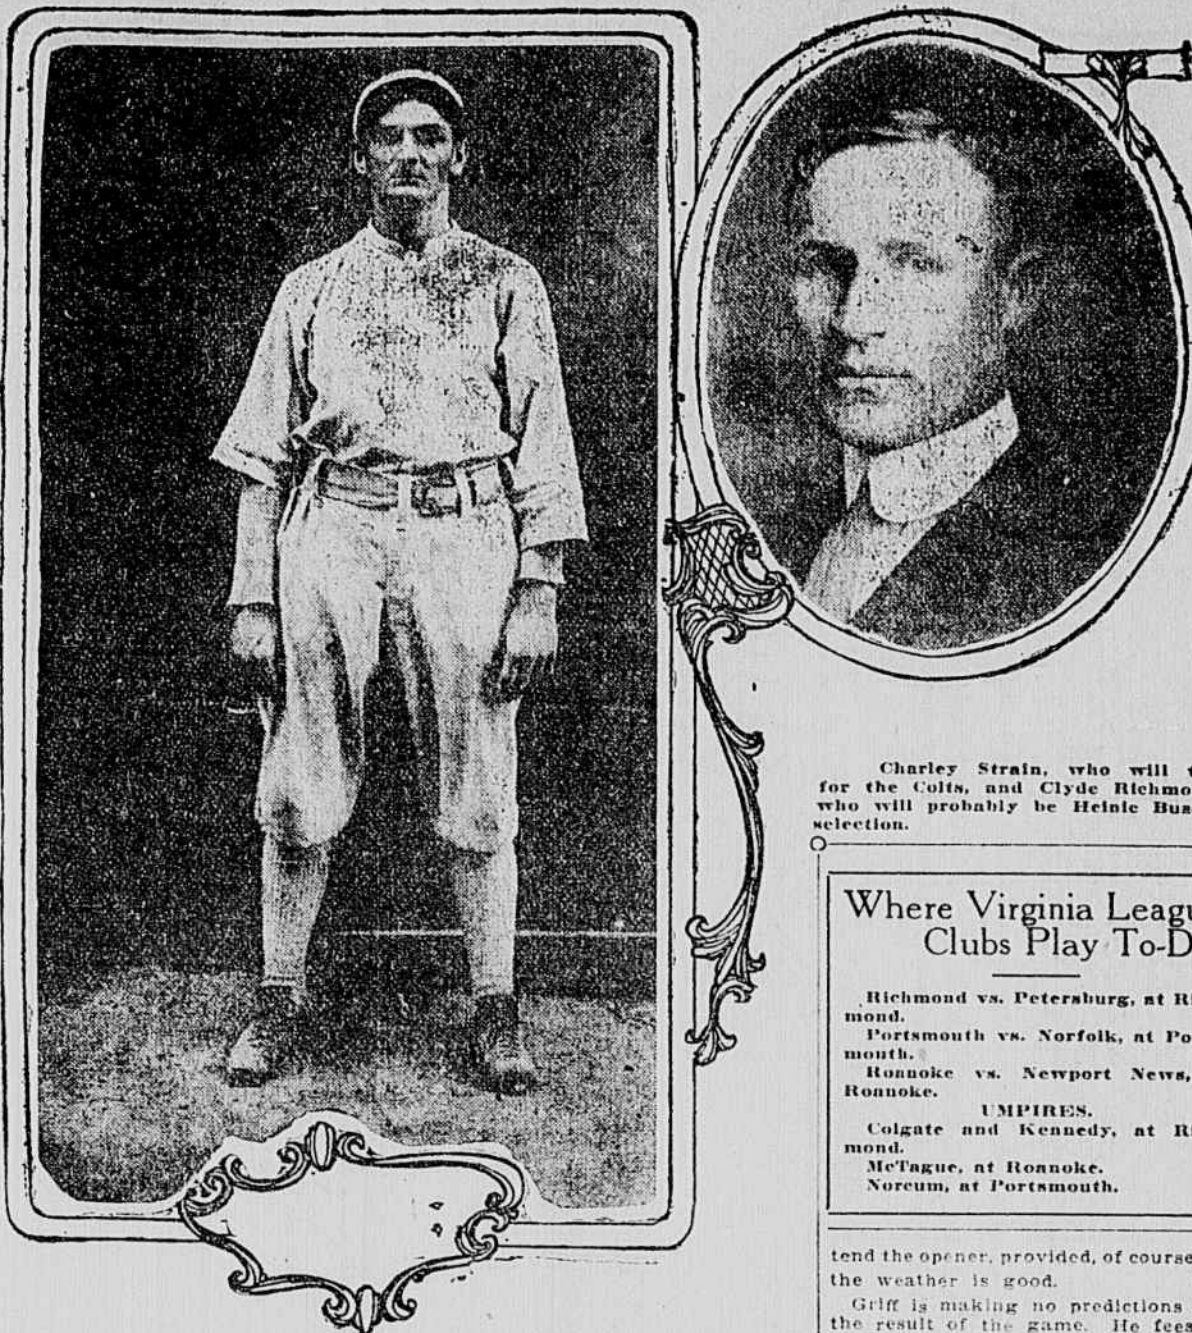 Charley Strain, who will
for the Colts, and Clyde Richmo
who will probably be Heinie Bus
selection.
Where Virginia Leagu
Clubs Play To-D
Richmond vs. Petersburg, at Ri
mond.
Portsmouth vs. Norfolk, at Po
mouth.
Roanoke vs. Newport News,
Roanoke.
UMPIRES.
Colgate and Kennedy, at Ri
mond.
McTague, at Roanoke.
Norcum, at Portsmouth.
tend the opener, provided, of course
the weather is good.
Griff is making no predictions
the result of the game. He fees